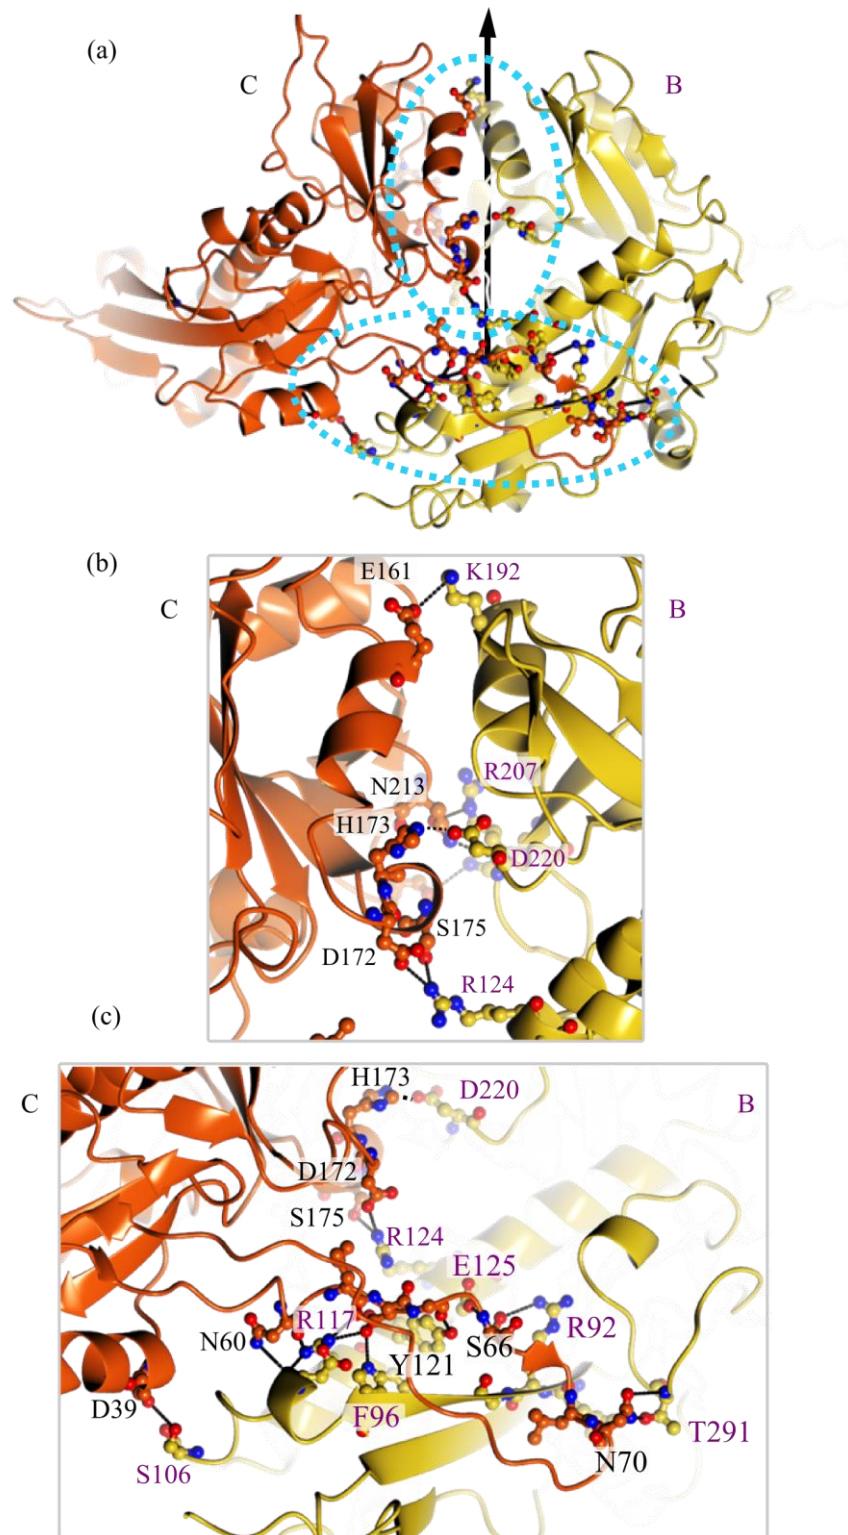 (a)
C
B
(b)
E161
K192
C
B
N213
R207
H173
D220
S175
D172
R124
(c)
H173
D220
C
B
D172
S175
R124
E125
R117
R92
N60
Y121
S66
D39
F96
T291
N70
S106